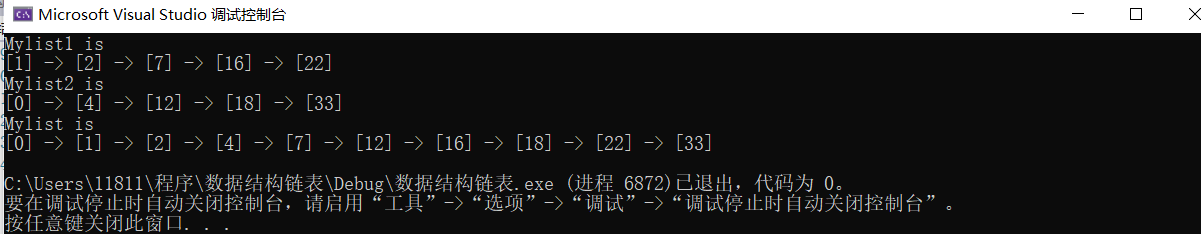 Microsoft Visual Studio 调试控制台
Mylist1 is
[1] -> [2] -> [7] -> [16] -> [22]
Mylist2 is
[0] -> [4] -> [12] -> [18] -> [33]
Mylist is
[0] -> [1] -> [2] -> [4] -> [7] -> [12] -> [16] -> [18] -> [22] -> [33]
C:\Users\11811\程序\数据结构链表\Debug\数据结构链表.exe (进程 6872)已退出，代码为 0。
要在调试停止时自动关闭控制台，请启用“工具”->“选项”->“调试”->“调试停止时自动关闭控制台”。
按任意键关闭此窗口. . .